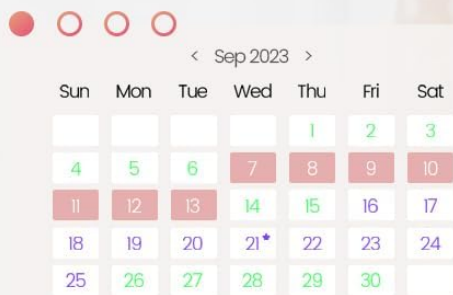 < Sep 2023 >
Sun Mon Tue Wed Thu Fri Sat
1 2 3
4 5 6 7 8 9 10
11 12 13 14 15 16 17
18 19 20 21 22 23 24
25 26 27 28 29 30